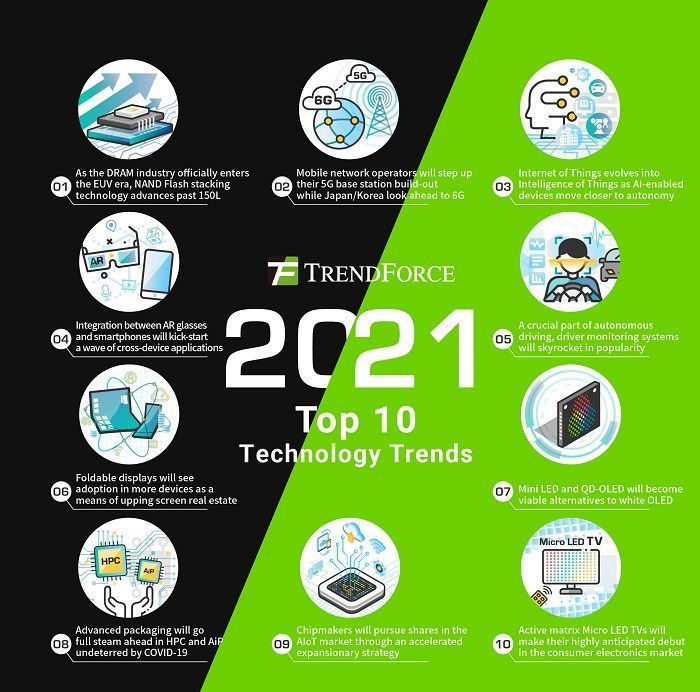 5G
6G
As the DRAM industry officially enters
the EUV era, NAND Flash stacking
01 technology advances past 150L
Mobile network operators will step up
their 5G base station build-out
02 while Japan/Korea look ahead to 6G
Internet of Things evolves into
Intelligence of Things as AI-enabled
03 devices move closer to autonomy
AR
TRENDFORCE
Integration between AR glasses
and smartphones will kick-start
04 a wave of cross-device applications
A crucial part of autonomous
driving, driver monitoring systems
05 will skyrocket in popularity
2021
Top 10
Technology Trends
Foldable displays will see
adoption in more devices as a
06 means of upping screen real estate
Mini LED and QD-OLED will become
07 viable alternatives to white OLED
HPC
AiP
Micro LED TV
Advanced packaging will go
full steam ahead in HPC and AiP
08 undeterred by COVID-19
Chipmakers will pursue shares in the
AIoT market through an accelerated
09 expansionary strategy
Active matrix Micro LED TVs will
make their highly anticipated debut
10 in the consumer electronics market